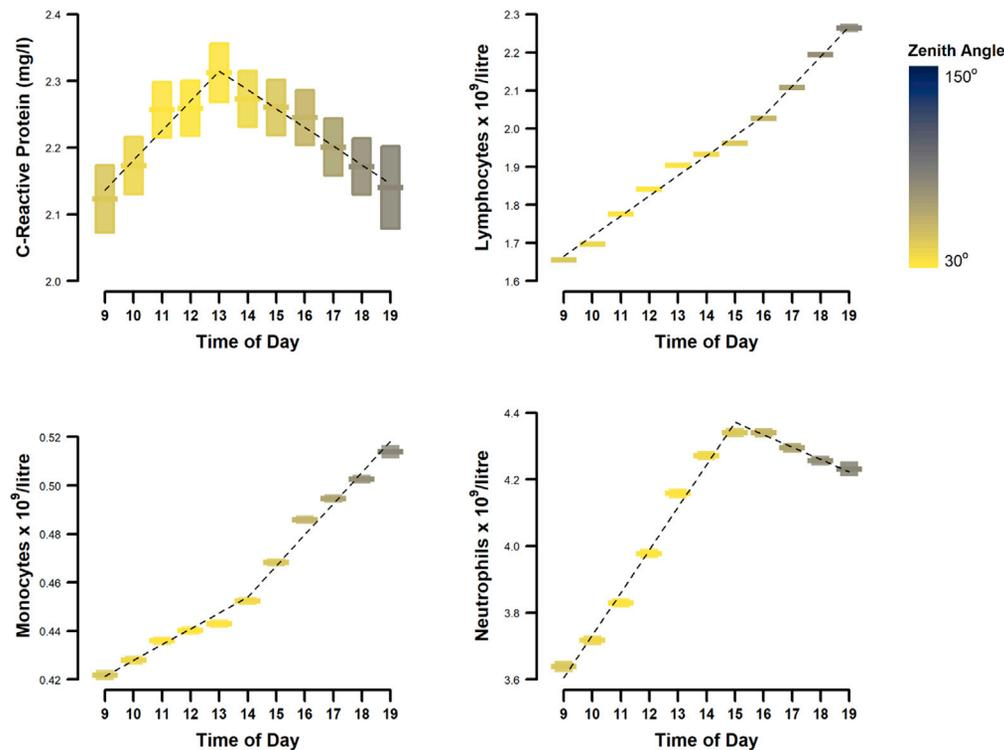 C-Reactive Protein (mg/l)
2.4
2.3
2.2
2.1
2.0
9 10 11 12 13 14 15 16 17 18 19
Time of Day
Lymphocytes x 10⁹/litre
2.3
2.2
2.1
2.0
1.9
1.8
1.7
1.6
9 10 11 12 13 14 15 16 17 18 19
Time of Day
Zenith Angle
150°
30°
Monocytes x 10⁹/litre
0.52
0.50
0.48
0.46
0.44
0.42
9 10 11 12 13 14 15 16 17 18 19
Time of Day
Neutrophils x 10⁹/litre
4.4
4.2
4.0
3.8
3.6
9 10 11 12 13 14 15 16 17 18 19
Time of Day